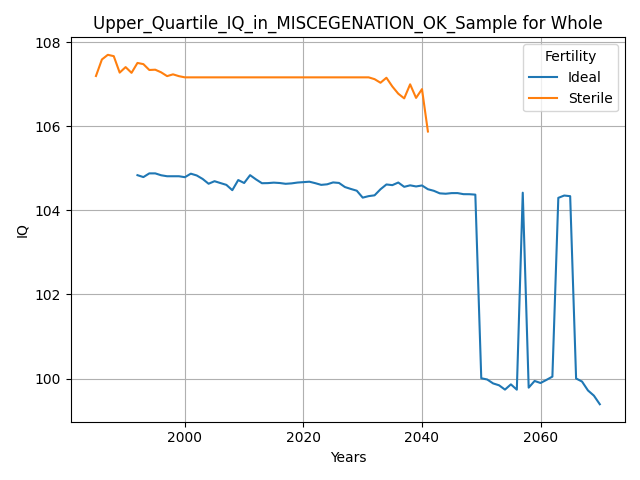 Upper_Quartile_IQ_in_MISCEGENATION_OK_Sample for Whole
108
106
104
102
100
IQ
Fertility
Ideal
Sterile
2000 2020 2040 2060
Years